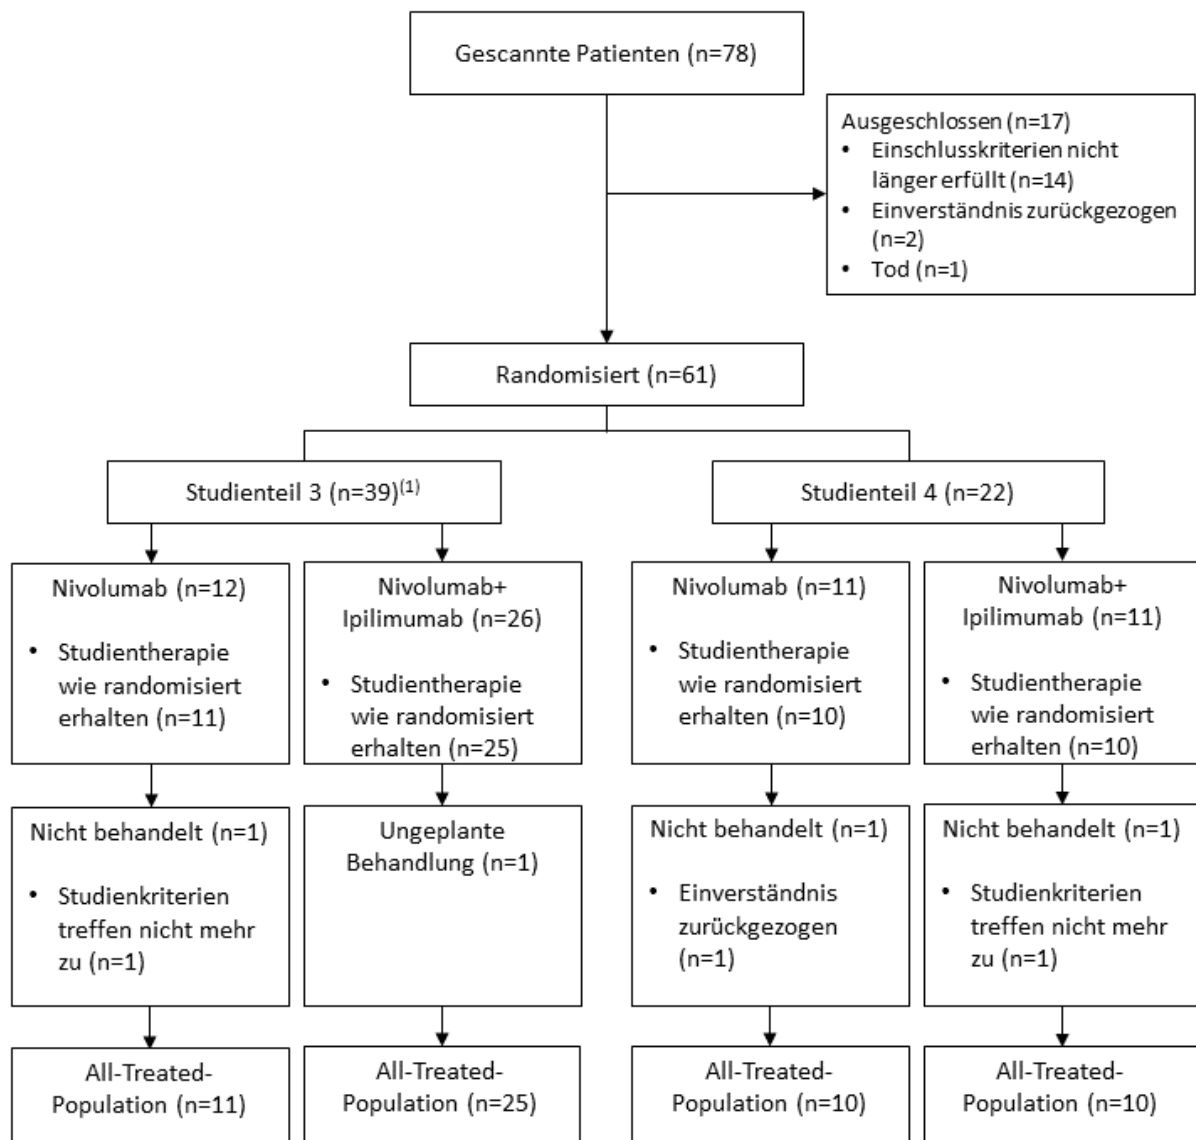 Gescannte Patienten (n=78)
Ausgeschlossen (n=17)
• Einschlusskriterien nicht
länger erfüllt (n=14)
• Einverständnis zurückgezogen
(n=2)
• Tod (n=1)
Randomisiert (n=61)
Studienteil 3 (n=39)(1)
Studienteil 4 (n=22)
Nivolumab (n=12)
• Studientherapie
wie randomisiert
erhalten (n=11)
Nivolumab+
Ipilimumab (n=26)
• Studientherapie
wie randomisiert
erhalten (n=25)
Nivolumab (n=11)
• Studientherapie
wie randomisiert
erhalten (n=10)
Nivolumab+
Ipilimumab (n=11)
• Studientherapie
wie randomisiert
erhalten (n=10)
Nicht behandelt (n=1)
• Studienkriterien
treffen nicht mehr
zu (n=1)
Ungeplante
Behandlung (n=1)
Nicht behandelt (n=1)
• Einverständnis
zurückgezogen
(n=1)
Nicht behandelt (n=1)
• Studienkriterien
treffen nicht mehr
zu (n=1)
All-Treated-
Population (n=11)
All-Treated-
Population (n=25)
All-Treated-
Population (n=10)
All-Treated-
Population (n=10)